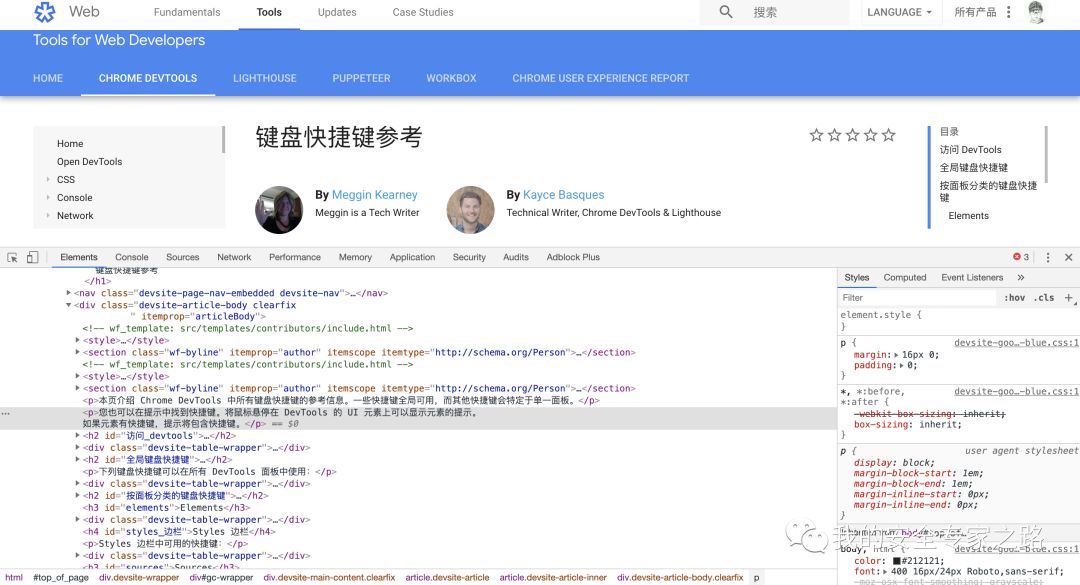 Web
Fundamentals
Tools
Updates
Case Studies
搜索
LANGUAGE
所有产品
Tools for Web Developers
HOME
CHROME DEVTOOLS
LIGHTHOUSE
PUPPETEER
WORKBOX
CHROME USER EXPERIENCE REPORT
Home
Open DevTools
CSS
Console
Network
键盘快捷键参考
By Meggin Kearney
Meggin is a Tech Writer
By Kayce Basques
Technical Writer, Chrome DevTools & Lighthouse
目录
访问 DevTools
全局键盘快捷键
按面板分类的键盘快捷
键
Elements
Elements
Console
Sources
Network
Performance
Memory
Application
Security
Audits
Adblock Plus
3
键盘快捷键参考
</h1>
<nav class="devsite-page-nav-embedded devsite-nav">…</nav>
<div class="devsite-article-body clearfix
" itemprop="articleBody">
<!-- wf_template: src/templates/contributors/include.html -->
<style>…</style>
<section class="wf-byline" itemprop="author" itemscope itemtype="http://schema.org/Person">…</section>
<!-- wf_template: src/templates/contributors/include.html -->
<style>…</style>
<section class="wf-byline" itemprop="author" itemscope itemtype="http://schema.org/Person">…</section>
<p>本页介绍 Chrome DevTools 中所有键盘快捷键的参考信息。一些快捷键全局可用，而其他快捷键会特定于单一面板。</p>
<p>您也可以在提示中找到快捷键。将鼠标悬停在 DevTools 的 UI 元素上可以显示元素的提示。
如果元素有快捷键，提示将包含快捷键。</p> == $0
<h2 id="访问_devtools">…</h2>
<div class="devsite-table-wrapper">…</div>
<h2 id="全局键盘快捷键">…</h2>
<p>下列键盘快捷键可以在所有 DevTools 面板中使用：</p>
<div class="devsite-table-wrapper">…</div>
<h2 id="按面板分类的键盘快捷键">…</h2>
<h3 id="elements">Elements</h3>
<div class="devsite-table-wrapper">…</div>
<h4 id="styles_边栏">Styles 边栏</h4>
<p>Styles 边栏中可用的快捷键：</p>
<div class="devsite-table-wrapper">…</div>
<h3 id="sources">Sources</h3>
html
#top_of_page
div.devsite-wrapper
div#gc-wrapper
div.devsite-main-content.clearfix
article.devsite-article
article.devsite-article-inner
div.devsite-article-body.clearfix
p
Styles
Computed
Event Listeners
»
Filter
:hov
.cls
+
element.style {
}
p {
devsite-goo…-blue.css:1
margin: 16px 0;
padding: 0;
}
*, *:before,
devsite-goo…-blue.css:1
*:after {
-webkit-box-sizing: inherit;
box-sizing: inherit;
}
p {
user agent stylesheet
display: block;
margin-block-start: 1em;
margin-block-end: 1em;
margin-inline-start: 0px;
margin-inline-end: 0px;
}
我的安全专家之路
body, html {
devsite-goo…-blue.css:1
color: #212121;
font: 400 16px/24px Roboto,sans-serif;
-moz-osx-font-smoothing: grayscale;